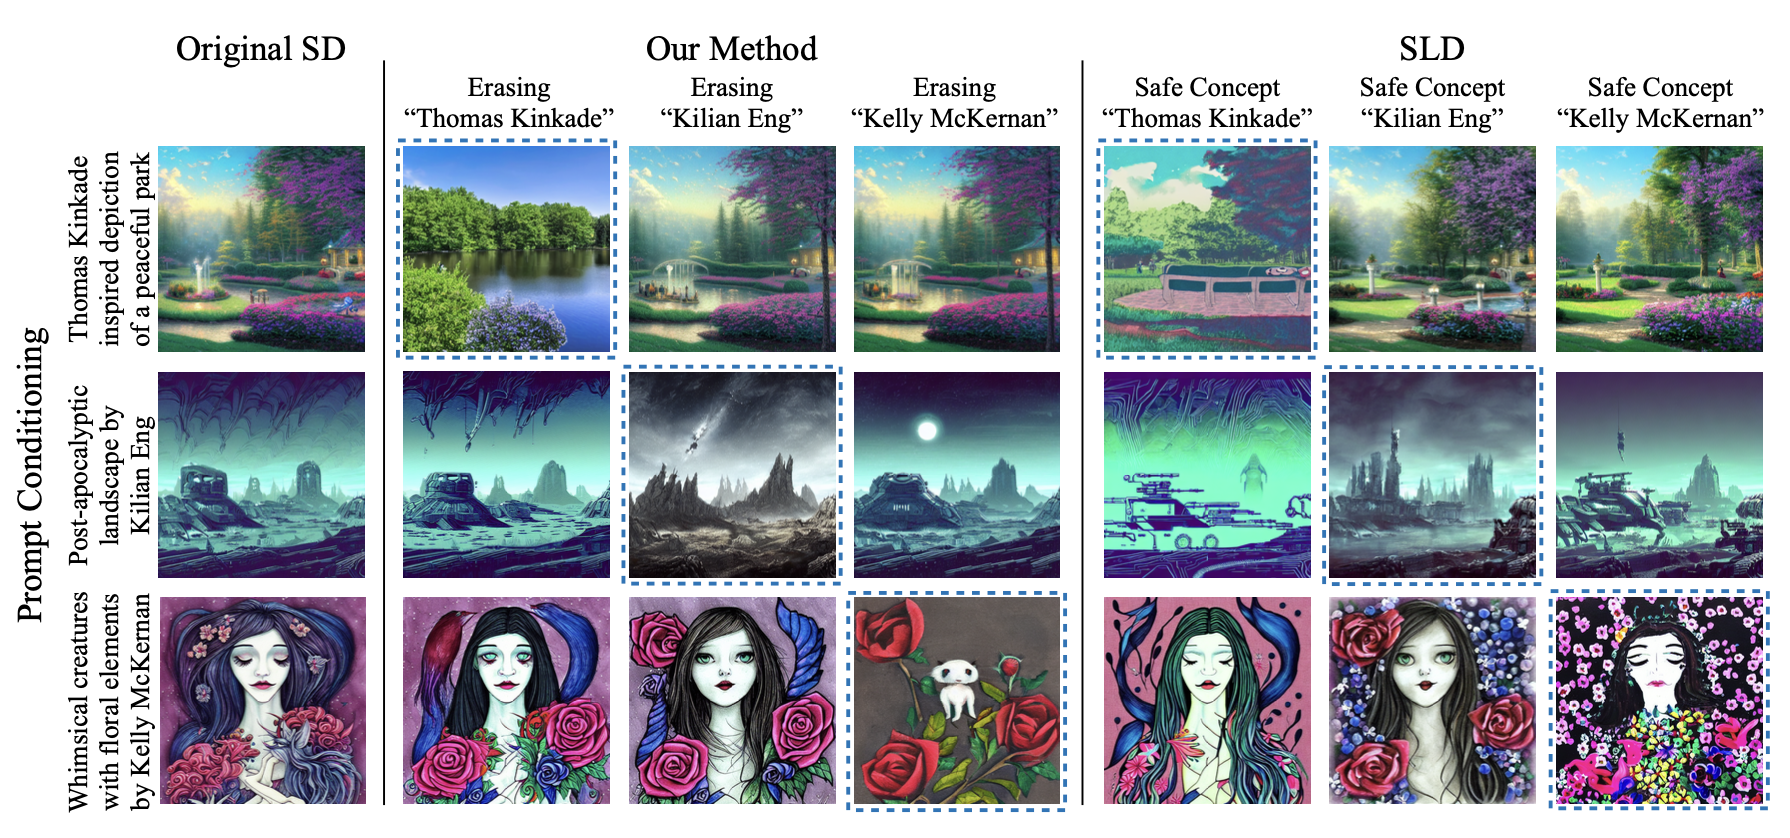 Original SD
Our Method
SLD
Erasing
“Thomas Kinkade”
Erasing
“Kilian Eng”
Erasing
“Kelly McKernan”
Safe Concept
“Thomas Kinkade”
Safe Concept
“Kilian Eng”
Safe Concept
“Kelly McKernan”
Prompt Conditioning
Thomas Kinkade
inspired depiction
of a peaceful park
Post-apocalyptic
landscape by
Kilian Eng
Whimsical creatures
with floral elements
by Kelly McKernan